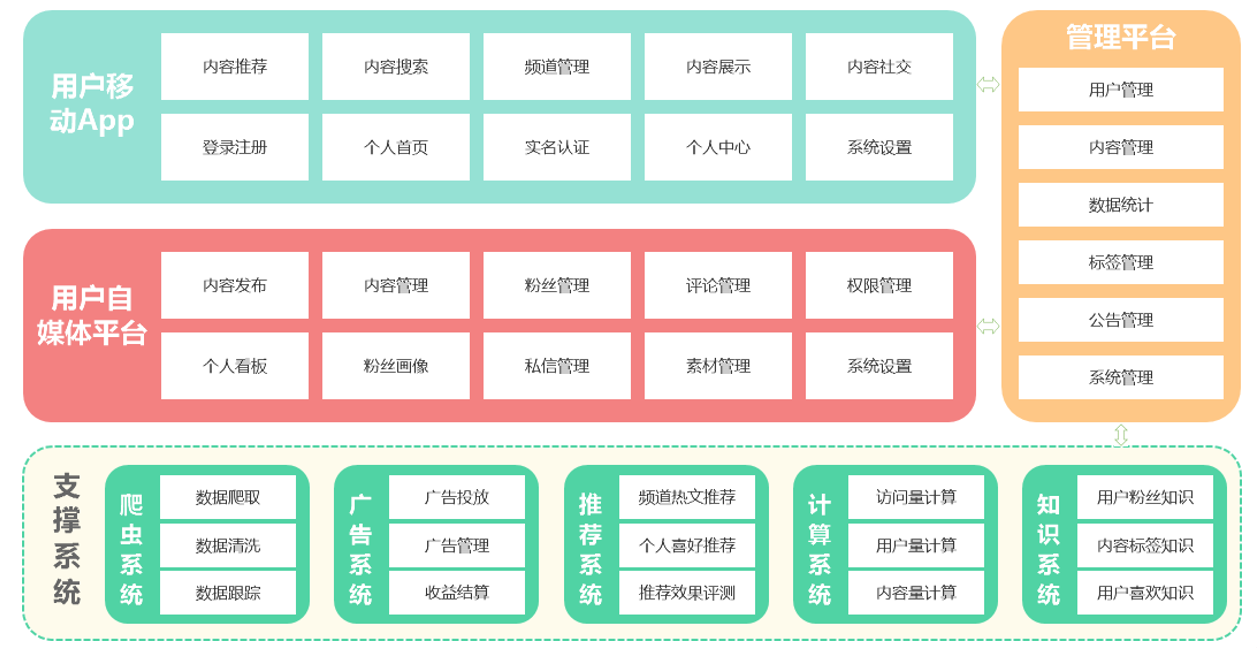 用户移
动App
内容推荐
内容搜索
频道管理
内容展示
内容社交
登录注册
个人首页
实名认证
个人中心
系统设置
管理平台
用户管理
内容管理
数据统计
标签管理
公告管理
系统管理
用户自
媒体平台
内容发布
内容管理
粉丝管理
评论管理
权限管理
个人看板
粉丝画像
私信管理
素材管理
系统设置
支撑系统
爬虫系统
数据爬取
数据清洗
数据跟踪
广告系统
广告投放
广告管理
收益结算
推荐系统
频道热文推荐
个人喜好推荐
推荐效果评测
计算系统
访问量计算
用户量计算
内容量计算
知识系统
用户粉丝知识
内容标签知识
用户喜欢知识